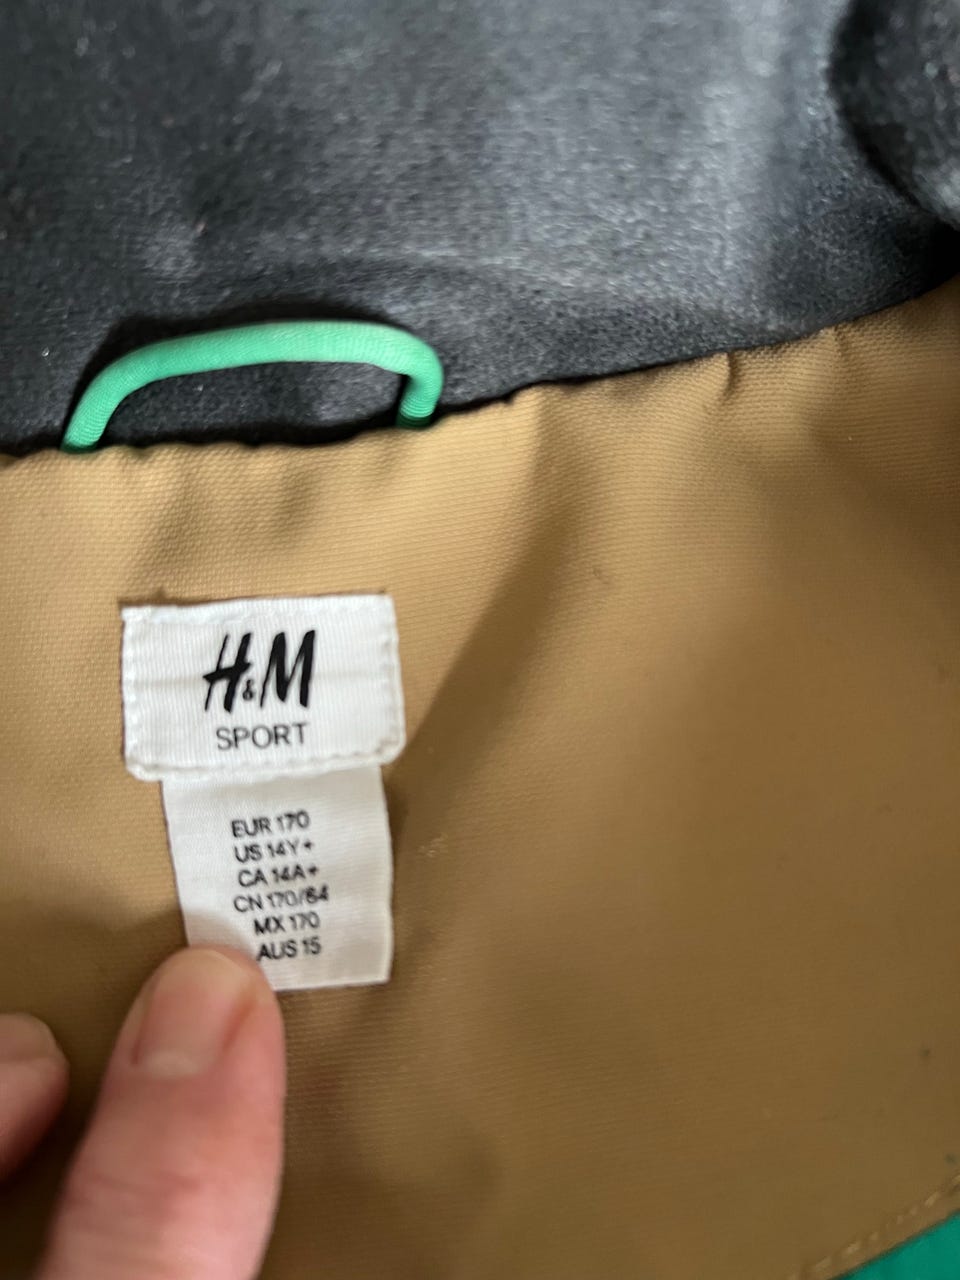 H&M
SPORT
EUR 170
US 14Y+
CA 14A+
CN 170/84
MX 170
AUS 15